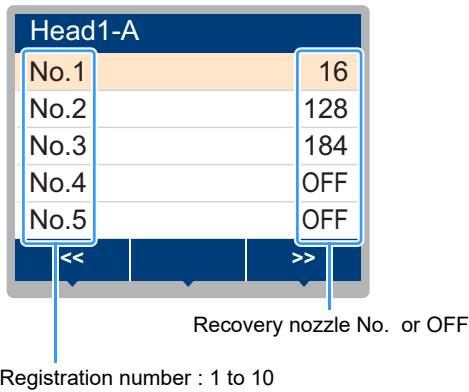 Head1-A
No.1 16
No.2 128
No.3 184
No.4 OFF
No.5 OFF
<< >>
Recovery nozzle No. or OFF
Registration number : 1 to 10